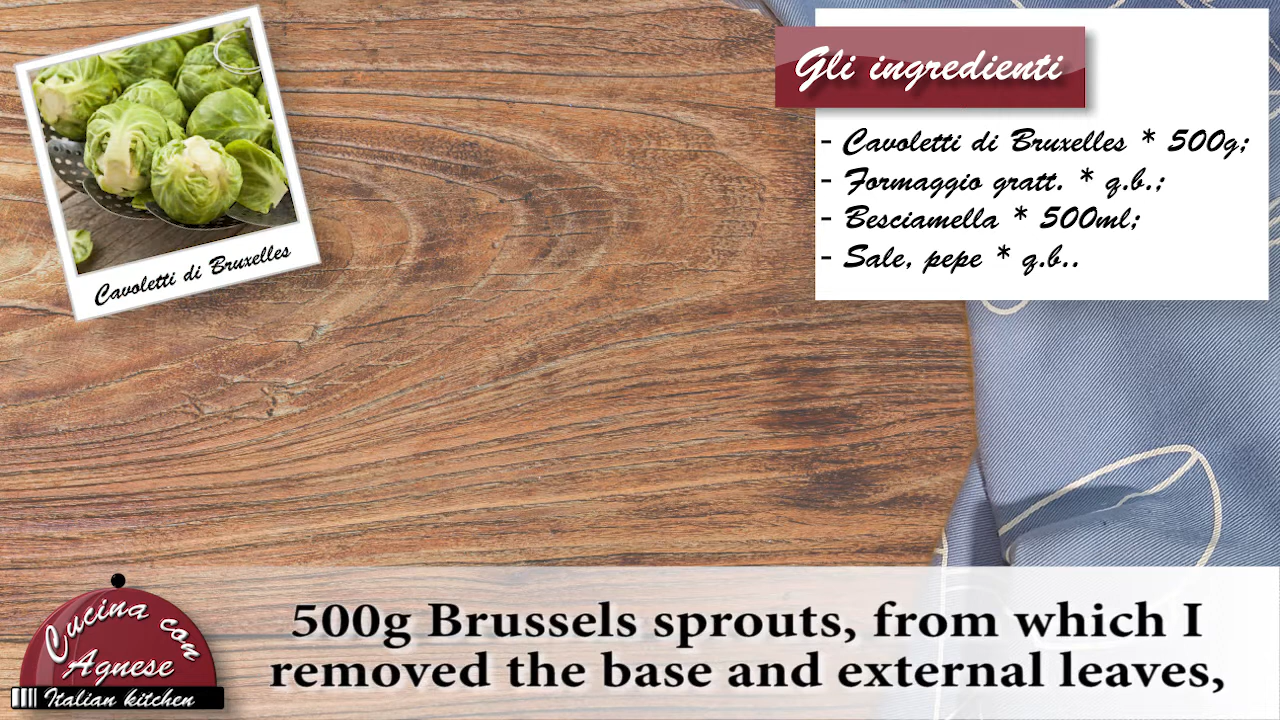 Gli ingredienti
- Cavoletti di Bruxelles * 500g;
- Formaggio gratt. * q.b.;
- Besciamella * 500ml;
- Sale, pepe * q.b..
Cavoletti di Bruxelles
500g Brussels sprouts, from which I
removed the base and external leaves,
Cucina con
Agnese
Italian kitchen